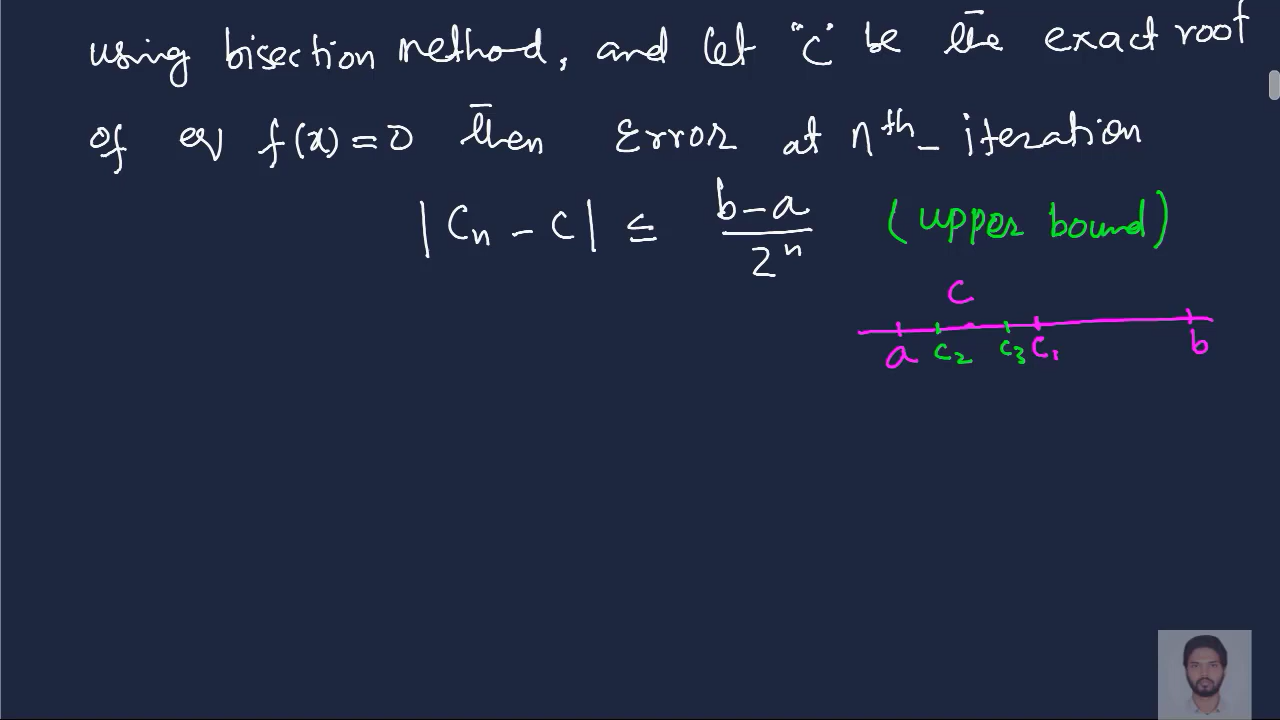 using bisection method, and let "c" be the exact root
of eq f(x) = 0 then Error at nth - iteration
|Cn - C| ≤ b-a / 2^n (upper bound)
C
a c2 c3 C1 b